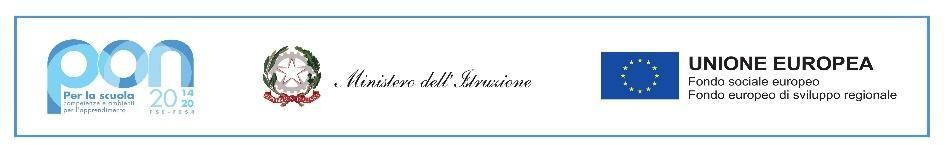 pon
Per la scuola
competenze e ambienti
per l'apprendimento
2014
20
FSE-FESR
Ministero dell'Istruzione
UNIONE EUROPEA
Fondo sociale europeo
Fondo europeo di sviluppo regionale